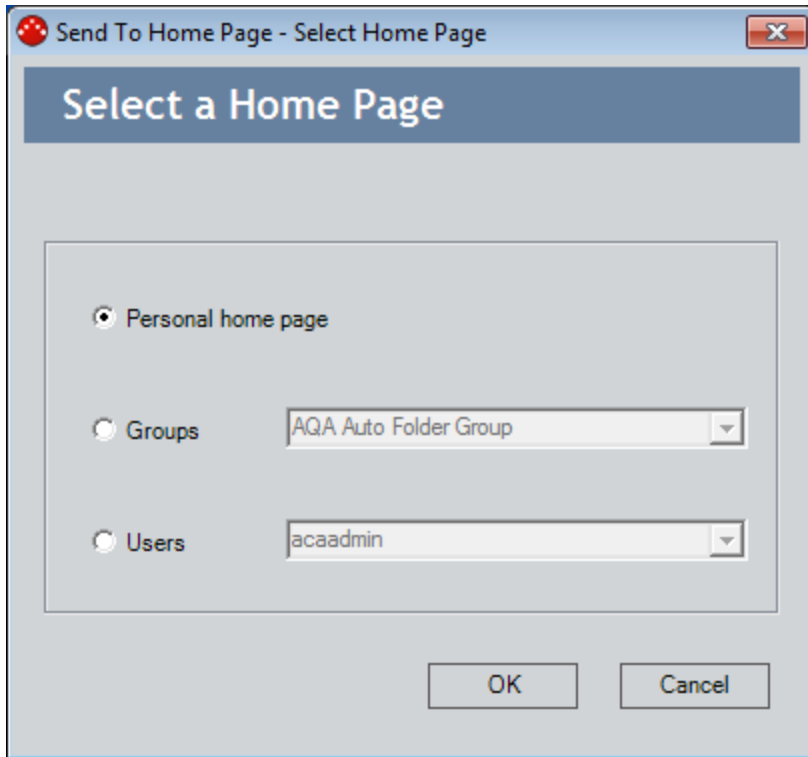 Send To Home Page - Select Home Page
Select a Home Page
Personal home page
Groups AQA Auto Folder Group
Users acaadmin
OK Cancel